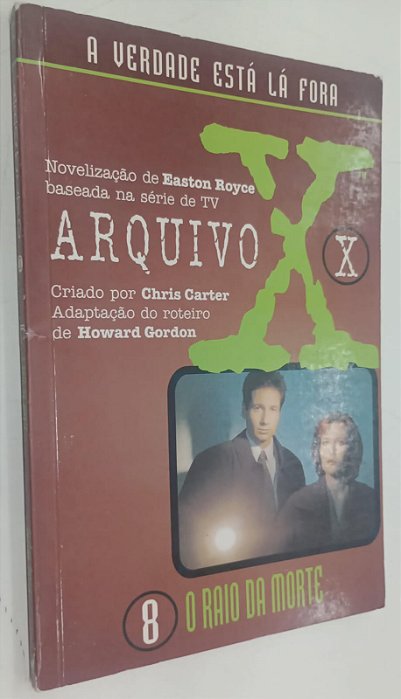 A VERDADE ESTÁ LÁ FORA
Novelização de Easton Royce
baseada na série de TV
ARQUIVO X
X
Criado por Chris Carter
Adaptação do roteiro
de Howard Gordon
8 O RAIO DA MORTE